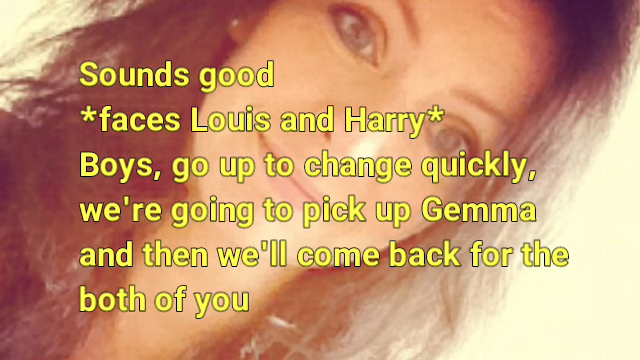 Sounds good
*faces Louis and Harry*
Boys, go up to change quickly,
we're going to pick up Gemma
and then we'll come back for the
both of you